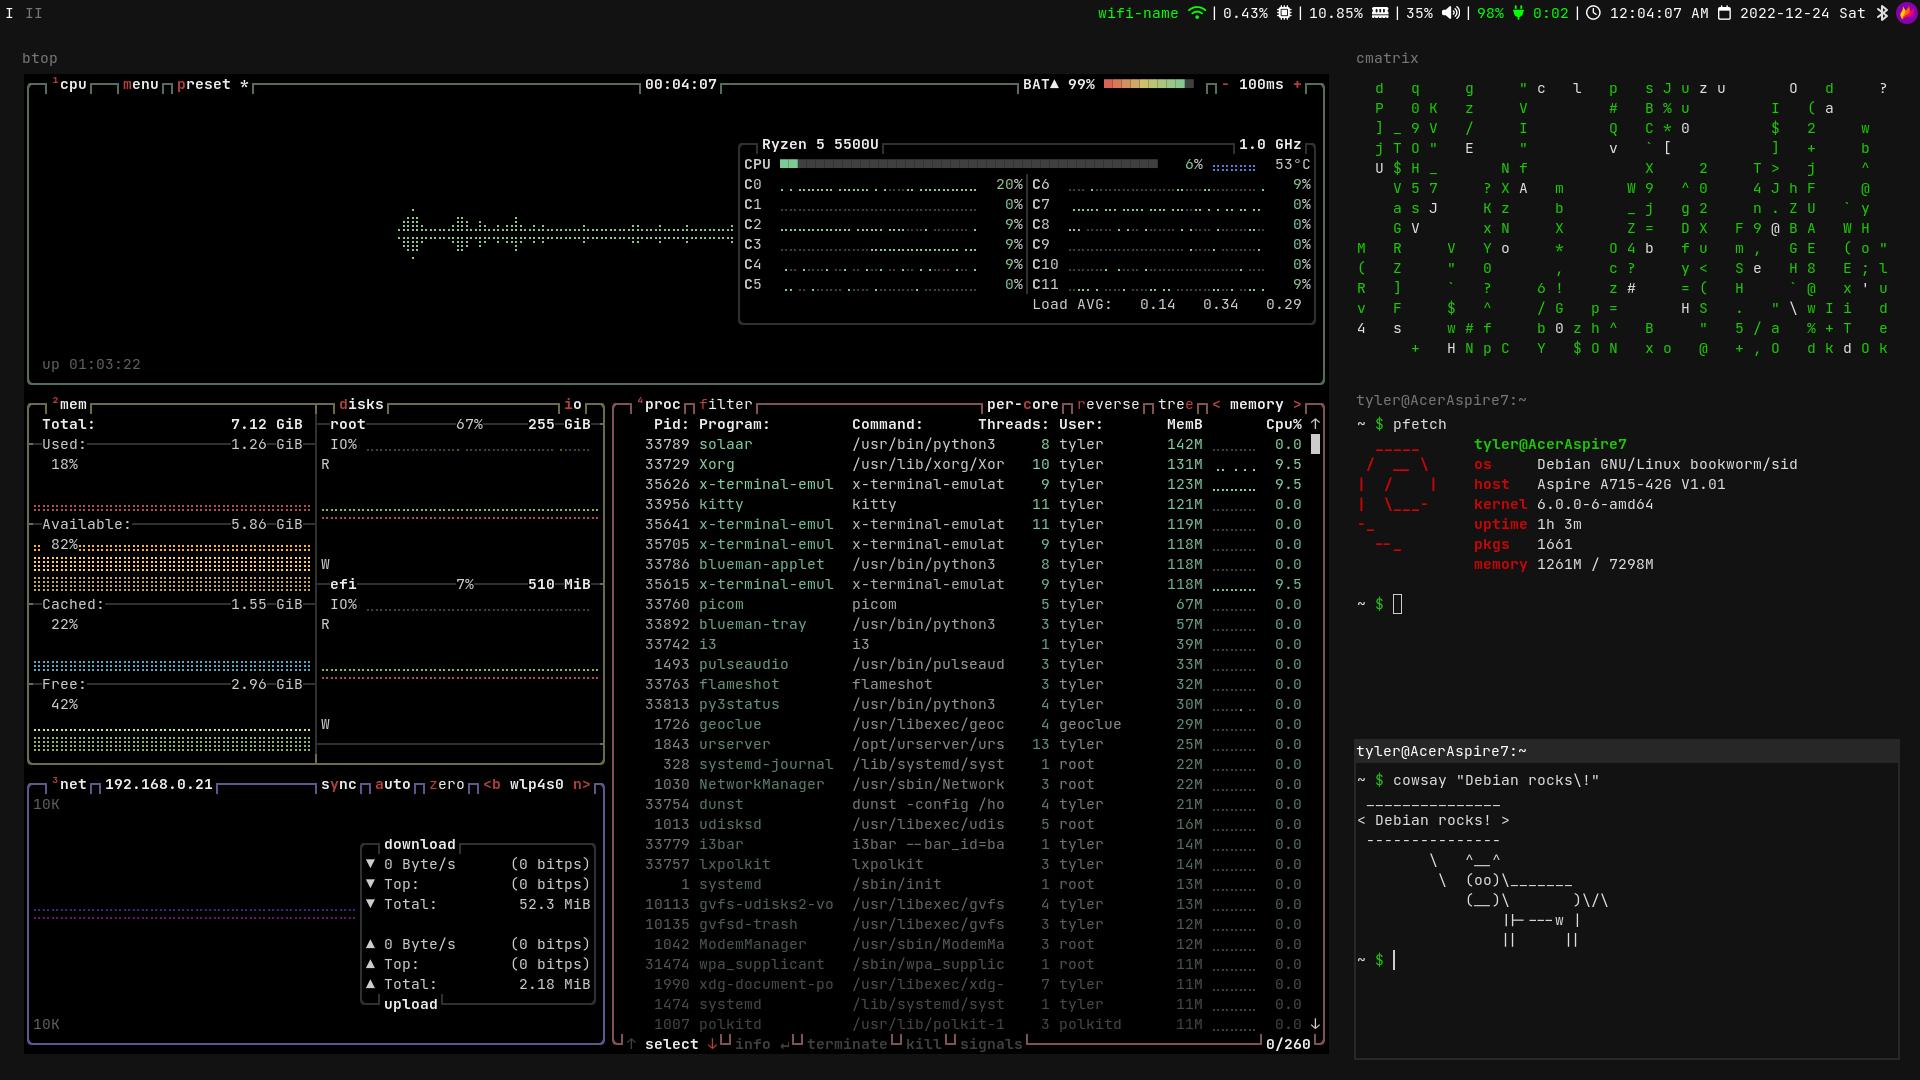 I II
wifi-name | 0.43% | 10.85% | 35% | 98% 0:02 | 12:04:07 AM 2022-12-24 Sat
btop
¹cpu menu preset * 00:04:07 BAT▲ 99% - 100ms +
Ryzen 5 5500U 1.0 GHz
CPU 6% 53°C
C0 20% C6 9%
C1 0% C7 0%
C2 9% C8 0%
C3 9% C9 0%
C4 9% C10 0%
C5 0% C11 9%
Load AVG: 0.14 0.34 0.29
up 01:03:22
²mem disks io
Total: 7.12 GiB
Used: 1.26 GiB
18%
Available: 5.86 GiB
82%
Cached: 1.55 GiB
22%
Free: 2.96 GiB
42%
root 67% 255 GiB
IO%
R
W
efi 7% 510 MiB
IO%
R
W
³net 192.168.0.21 sync auto zero <b wlp4s0 n>
10K
download
▼ 0 Byte/s (0 bitps)
▼ Top: (0 bitps)
▼ Total: 52.3 MiB
▲ 0 Byte/s (0 bitps)
▲ Top: (0 bitps)
▲ Total: 2.18 MiB
upload
10K
⁴proc filter per-core reverse tree < memory >
Pid: Program: Command: Threads: User: MemB Cpu% ↑
33789 solaar /usr/bin/python3 8 tyler 142M 0.0
33729 Xorg /usr/lib/xorg/Xor 10 tyler 131M 9.5
35626 x-terminal-emul x-terminal-emulat 9 tyler 123M 9.5
33956 kitty kitty 11 tyler 121M 0.0
35641 x-terminal-emul x-terminal-emulat 11 tyler 119M 0.0
35705 x-terminal-emul x-terminal-emulat 9 tyler 118M 0.0
33786 blueman-applet /usr/bin/python3 8 tyler 118M 0.0
35615 x-terminal-emul x-terminal-emulat 9 tyler 118M 9.5
33760 picom picom 5 tyler 67M 0.0
33892 blueman-tray /usr/bin/python3 3 tyler 57M 0.0
33742 i3 i3 1 tyler 39M 0.0
1493 pulseaudio /usr/bin/pulseaud 3 tyler 33M 0.0
33763 flameshot flameshot 3 tyler 32M 0.0
33813 py3status /usr/bin/python3 4 tyler 30M 0.0
1726 geoclue /usr/libexec/geoc 4 geoclue 29M 0.0
1843 urserver /opt/urserver/urs 13 tyler 25M 0.0
328 systemd-journal /lib/systemd/syst 1 root 22M 0.0
1030 NetworkManager /usr/sbin/Network 3 root 22M 0.0
33754 dunst dunst -config /ho 4 tyler 21M 0.0
1013 udisksd /usr/libexec/udis 5 root 16M 0.0
33779 i3bar i3bar --bar_id=ba 1 tyler 14M 0.0
33757 lxpolkit lxpolkit 3 tyler 14M 0.0
1 systemd /sbin/init 1 root 13M 0.0
10113 gvfs-udisks2-vo /usr/libexec/gvfs 4 tyler 13M 0.0
10135 gvfsd-trash /usr/libexec/gvfs 3 tyler 12M 0.0
1042 ModemManager /usr/sbin/ModemMa 3 root 12M 0.0
31474 wpa_supplicant /sbin/wpa_supplic 1 root 11M 0.0
1990 xdg-document-po /usr/libexec/xdg- 7 tyler 11M 0.0
1474 systemd /lib/systemd/syst 1 tyler 11M 0.0
1007 polkitd /usr/lib/polkit-1 3 polkitd 11M 0.0 ↓
↑ select ↓ info ↵ terminate kill signals 0/260
cmatrix
d q g " c l p s J u z u O d ?
P 0 K z V # B % u I ( a
] _ 9 V / I Q C * 0 $ 2 w
j T O " E " v ` [ ] + b
U $ H _ N f X 2 T > j ^
V 5 7 ? X A m W 9 ^ 0 4 J h F @
a s J K z b _ j g 2 n . Z U ` y
G V x N X Z = D X F 9 @ B A W H
M R V Y o * O 4 b f u m , G E ( o "
( Z " 0 , c ? y < S e H 8 E ; l
R ] ` ? 6 ! z # = ( H ` @ x ' u
v F $ ^ / G p = H S . " \ w I i d
4 s w # f b 0 z h ^ B " 5 / a % + T e
+ H N p C Y $ O N x o @ + , O d k d O k
tyler@AcerAspire7:~
~ $ pfetch
_____ tyler@AcerAspire7
/ __ \ os Debian GNU/Linux bookworm/sid
| / | host Aspire A715-42G V1.01
| \___- kernel 6.0.0-6-amd64
-_ uptime 1h 3m
--_ pkgs 1661
memory 1261M / 7298M
~ $
tyler@AcerAspire7:~
~ $ cowsay "Debian rocks\!"
_______________
< Debian rocks! >
---------------
\ ^__^
\ (oo)\_______
(__)\ )\/\
||----w |
|| ||
~ $